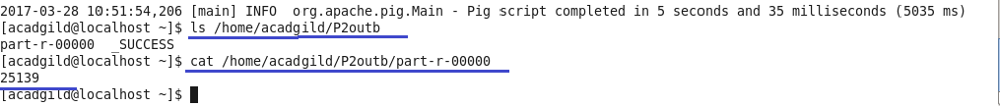 2017-03-28 10:51:54,206 [main] INFO  org.apache.pig.Main - Pig script completed in 5 seconds and 35 milliseconds (5035 ms)
[acadgild@localhost ~]$ ls /home/acadgild/P2outb
part-r-00000  _SUCCESS
[acadgild@localhost ~]$ cat /home/acadgild/P2outb/part-r-00000
25139
[acadgild@localhost ~]$